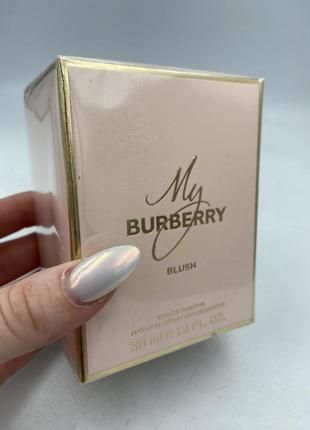 My
BURBERRY
BLUSH
EAU DE PARFUM
NATURAL SPRAY VAPORISATEUR
50 ml ℮ 1.6 FL. OZ.